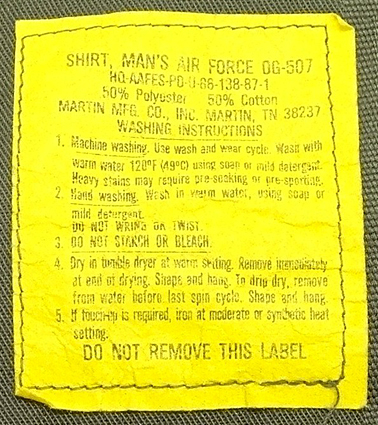 SHIRT, MAN'S AIR FORCE OG-507
HQ-AAFES-PD-U-68-138-87-1
50% Polyester 50% Cotton
MARTIN MFG. CO., INC. MARTIN, TN 38237
WASHING INSTRUCTIONS
1. Machine washing. Use wash and wear cycle. Wash with
warm water 120°F (49°C) using soap or mild detergent.
Heavy stains may require pre-soaking or pre-spotting.
2. Hand washing. Wash in warm water, using soap or
mild detergent.
DO NOT WRING OR TWIST.
3. DO NOT STARCH OR BLEACH.
4. Dry in tumble dryer at warm setting. Remove immediately
at end of drying. Shape and hang. To drip dry, remove
from water before last spin cycle. Shape and hang.
5. If touch-up is required, iron at moderate or synthetic heat
setting.
DO NOT REMOVE THIS LABEL